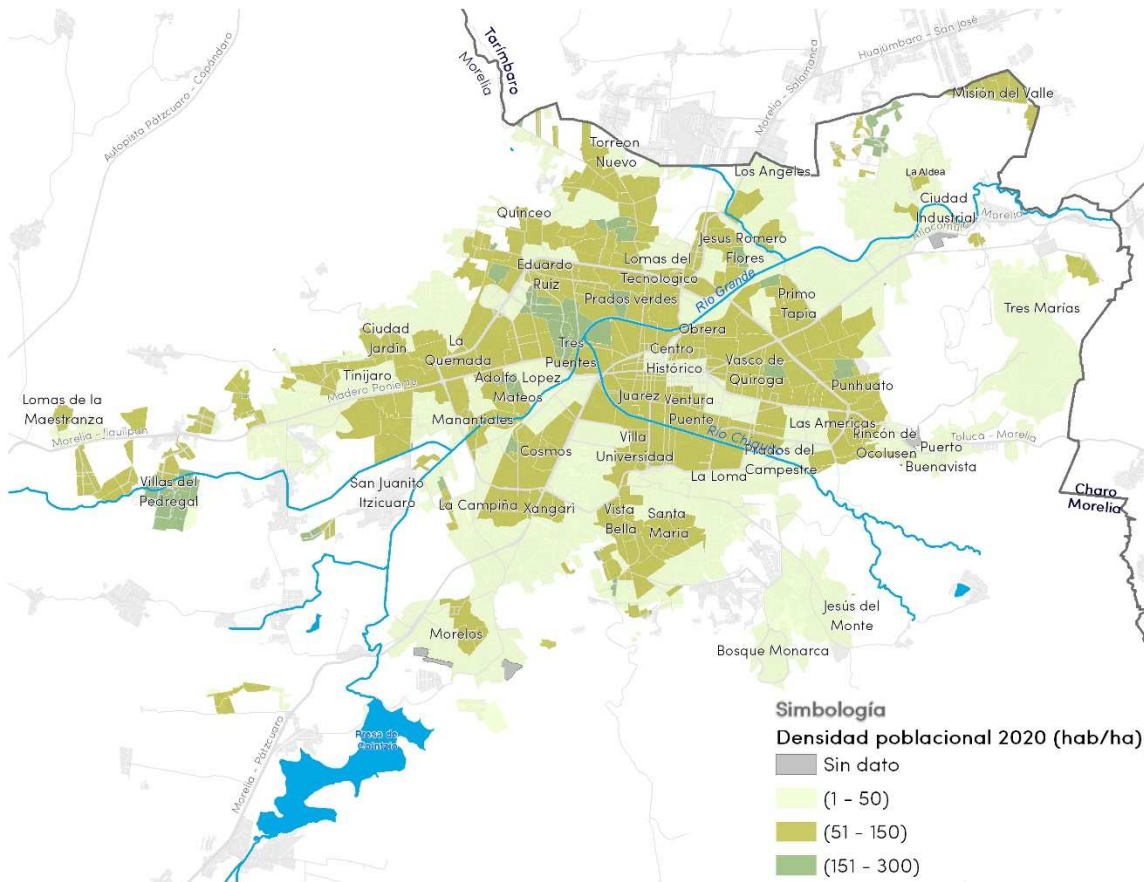 Tarímbaro
Morelia
Autopista Pátzcuaro - Copándaro
Morelia - Salamanca
Huajúmbaro - San José
Misión del Valle
Torreon
Nuevo
Los Angeles
La Aldea
Ciudad
Industrial
Morelia
Quinceo
Jesus Romero
Flores
Eduardo
Ruiz
Lomas del
Tecnologico
Prados verdes
Río Grande
Primo
Tapia
Tres Marías
Ciudad
Jardín
La
Quemada
Tres
Puentes
Obrera
Centro
Histórico
Vasco de
Quiroga
Punhuato
Tinijaro
Madero Poniente
Adolfo Lopez
Mateos
Lomas de la
Maestranza
Manantiales
Juarez
Ventura
Puente
Las Americas
Río Chiquito
Rincón de
Ocolusen
Toluca - Morelia
Puerto
Buenavista
Villa
Universidad
Cosmos
Prados del
Campestre
La Loma
Villas del
Pedregal
San Juanito
Itzicuaro
La Campiña
Xangari
Vista
Bella
Santa
Maria
Charo
Morelia
Morelos
Jesús del
Monte
Bosque Monarca
Presa de
Cointzio
Morelia - Pátzcuaro
Simbología
Densidad poblacional 2020 (hab/ha)
Sin dato
(1 - 50)
(51 - 150)
(151 - 300)